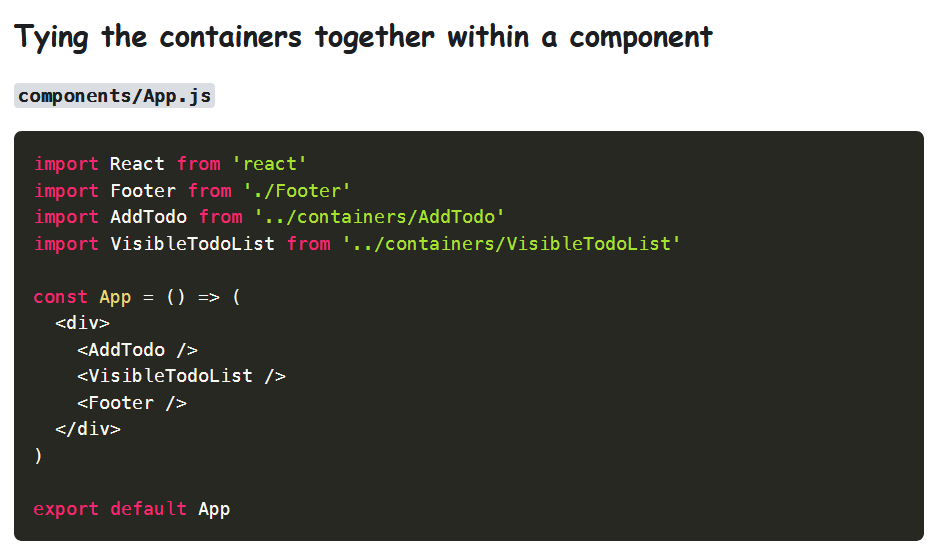 Tying the containers together within a component
components/App.js
import React from 'react'
import Footer from './Footer'
import AddTodo from '../containers/AddTodo'
import VisibleTodoList from '../containers/VisibleTodoList'
const App = () => (
  <div>
    <AddTodo />
    <VisibleTodoList />
    <Footer />
  </div>
)
export default App